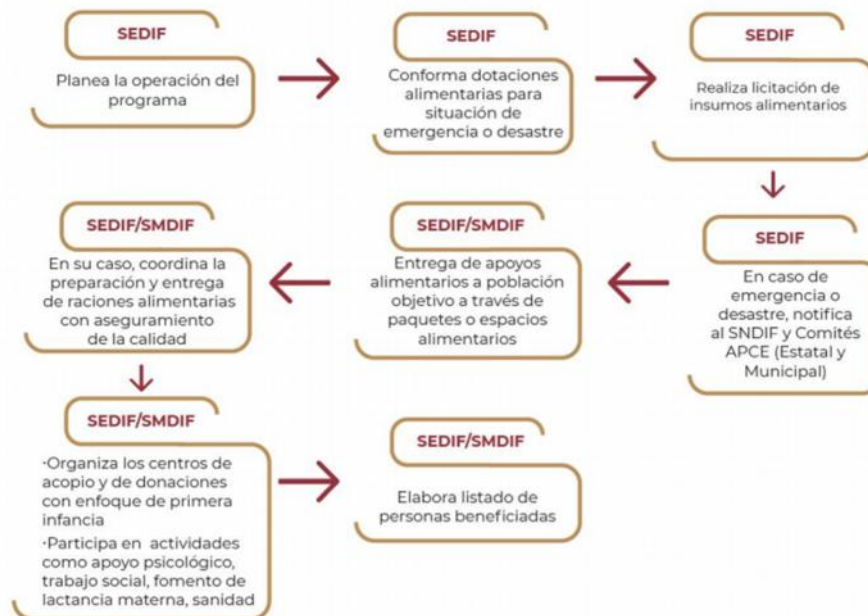 SEDIF
Planea la operación del
programa
SEDIF
Conforma dotaciones
alimentarias para
situación de
emergencia o desastre
SEDIF
Realiza licitación de
insumos alimentarios
SEDIF
En caso de
emergencia o
desastre, notifica
al SNDIF y Comités
APCE (Estatal y
Municipal)
SEDIF/SMDIF
Entrega de apoyos
alimentarios a población
objetivo a través de
paquetes o espacios
alimentarios
SEDIF/SMDIF
En su caso, coordina la
preparación y entrega
de raciones alimentarias
con aseguramiento
de la calidad
SEDIF/SMDIF
·Organiza los centros de
acopio y de donaciones
con enfoque de primera
infancia
·Participa en actividades
como apoyo psicológico,
trabajo social, fomento de
lactancia materna, sanidad
SEDIF/SMDIF
Elabora listado de
personas beneficiadas